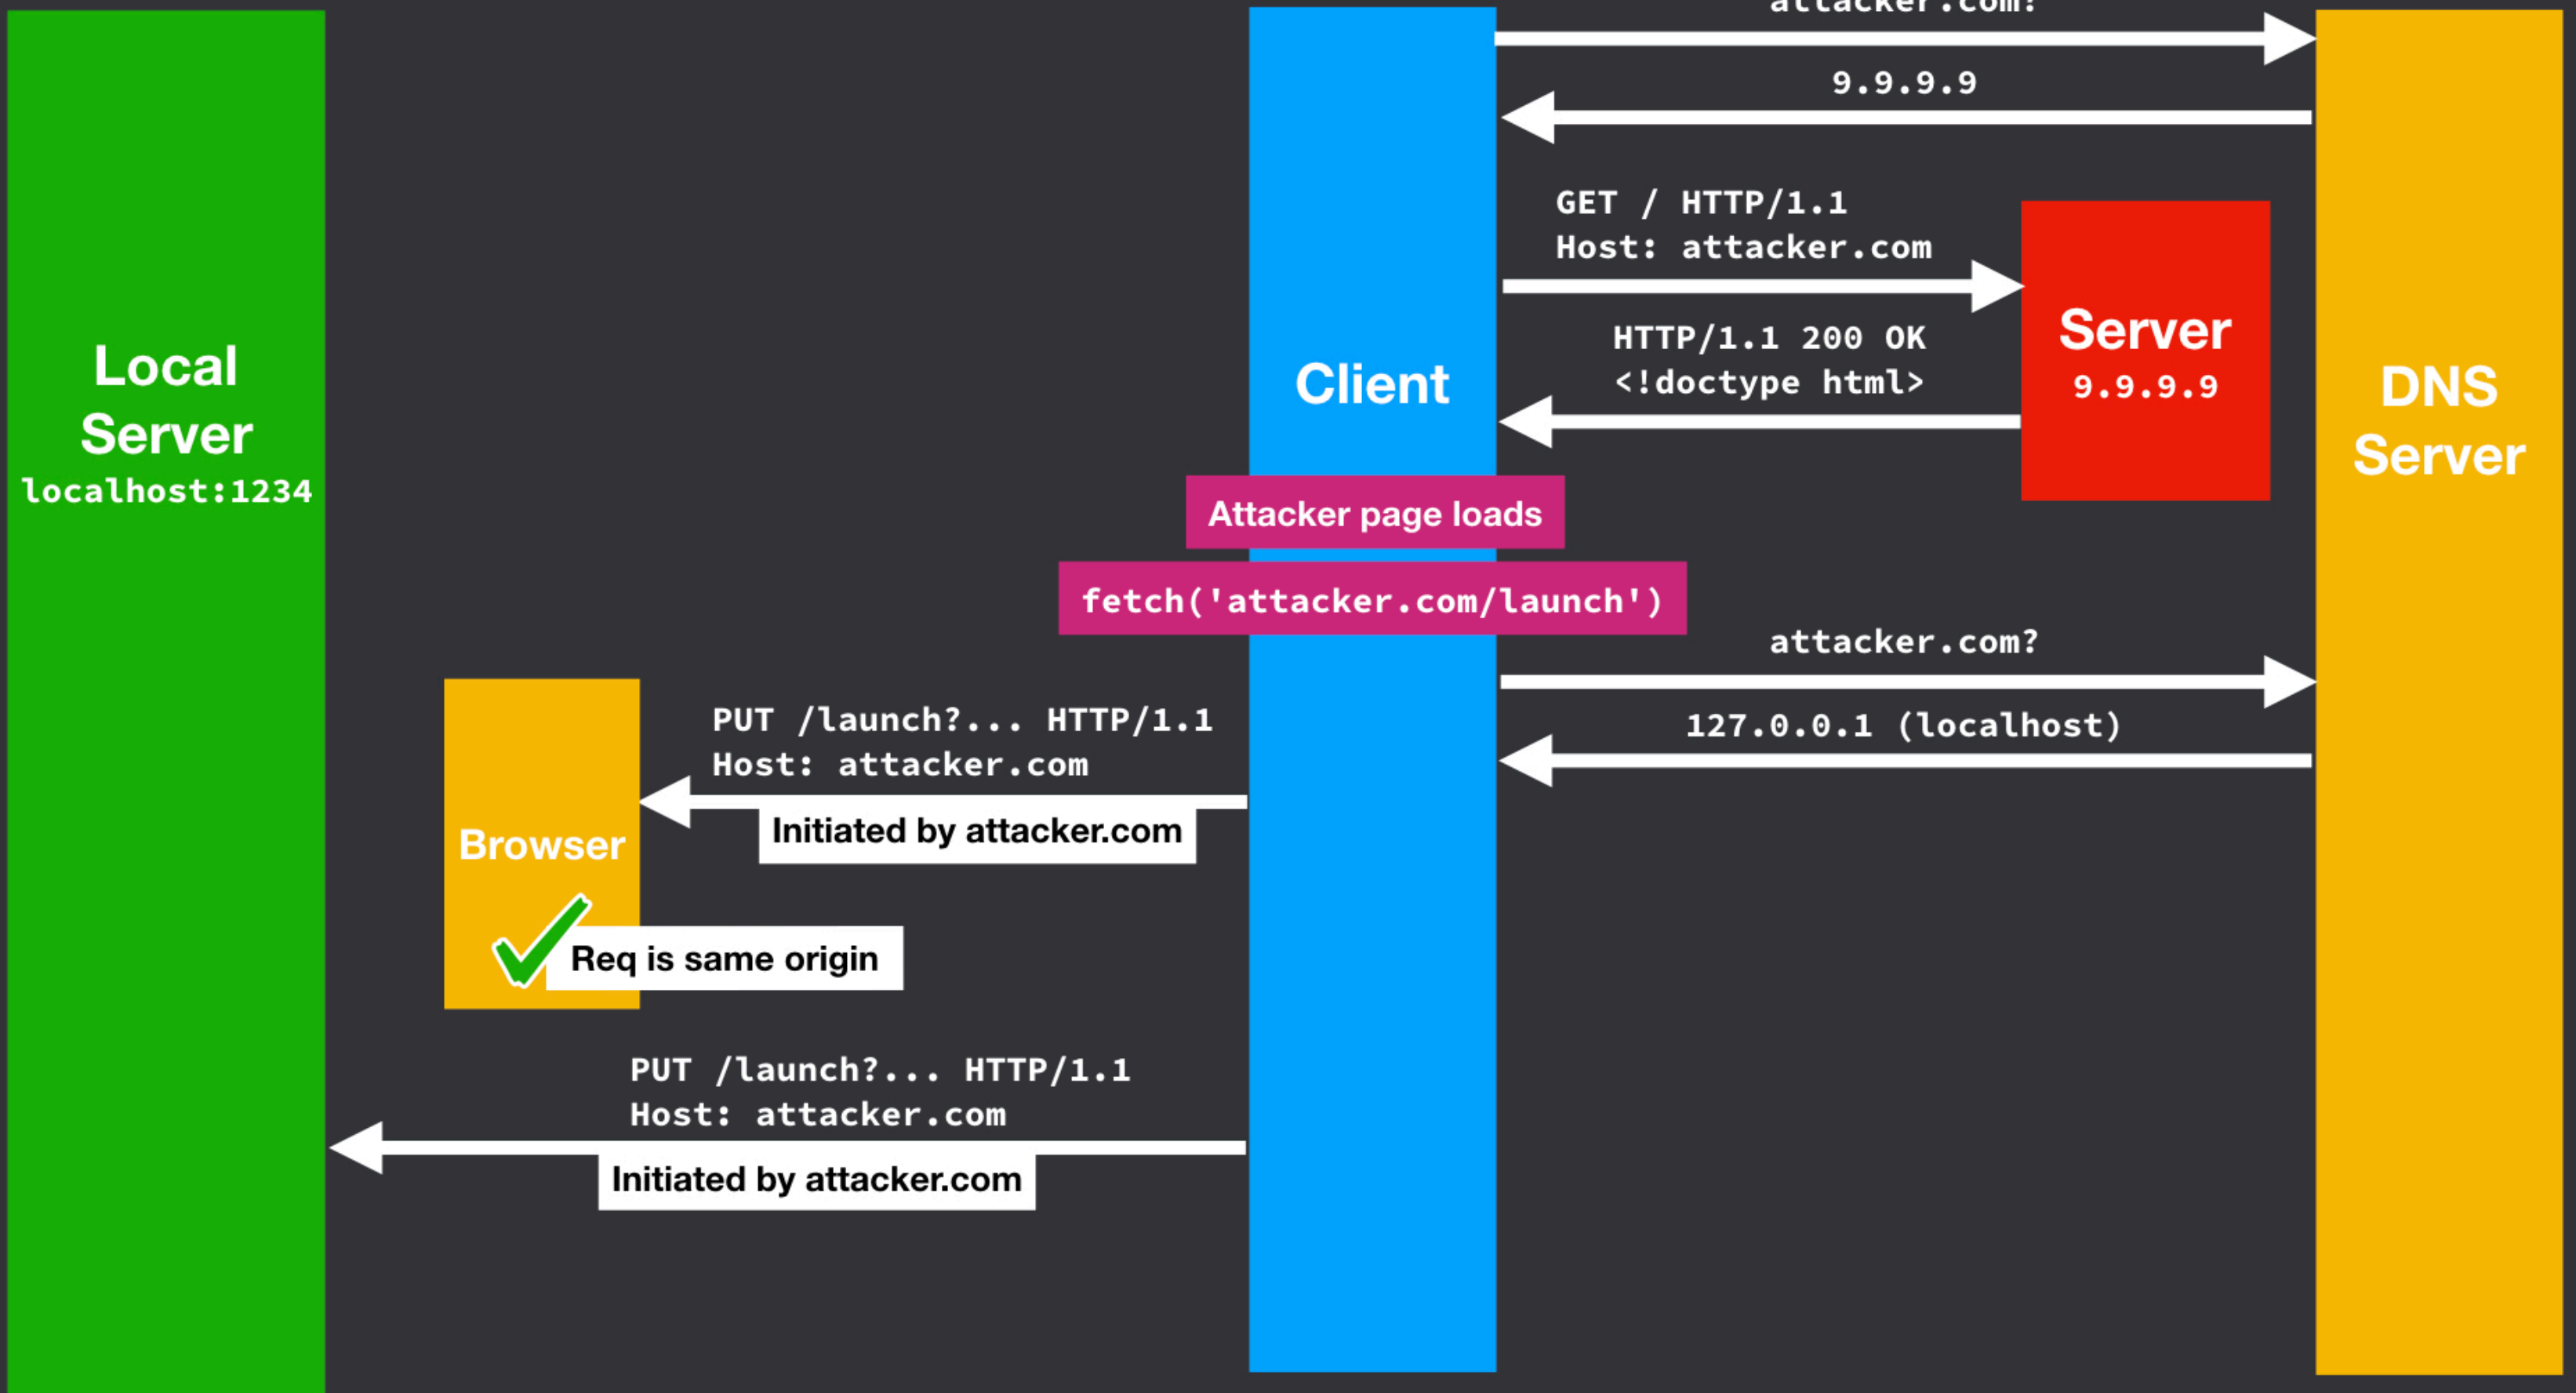 attacker.com?
9.9.9.9
GET / HTTP/1.1
Host: attacker.com
HTTP/1.1 200 OK
<!doctype html>
Server
9.9.9.9
Local
Server
localhost:1234
Client
DNS
Server
Attacker page loads
fetch('attacker.com/launch')
attacker.com?
127.0.0.1 (localhost)
PUT /launch?... HTTP/1.1
Host: attacker.com
Initiated by attacker.com
Browser
Req is same origin
PUT /launch?... HTTP/1.1
Host: attacker.com
Initiated by attacker.com